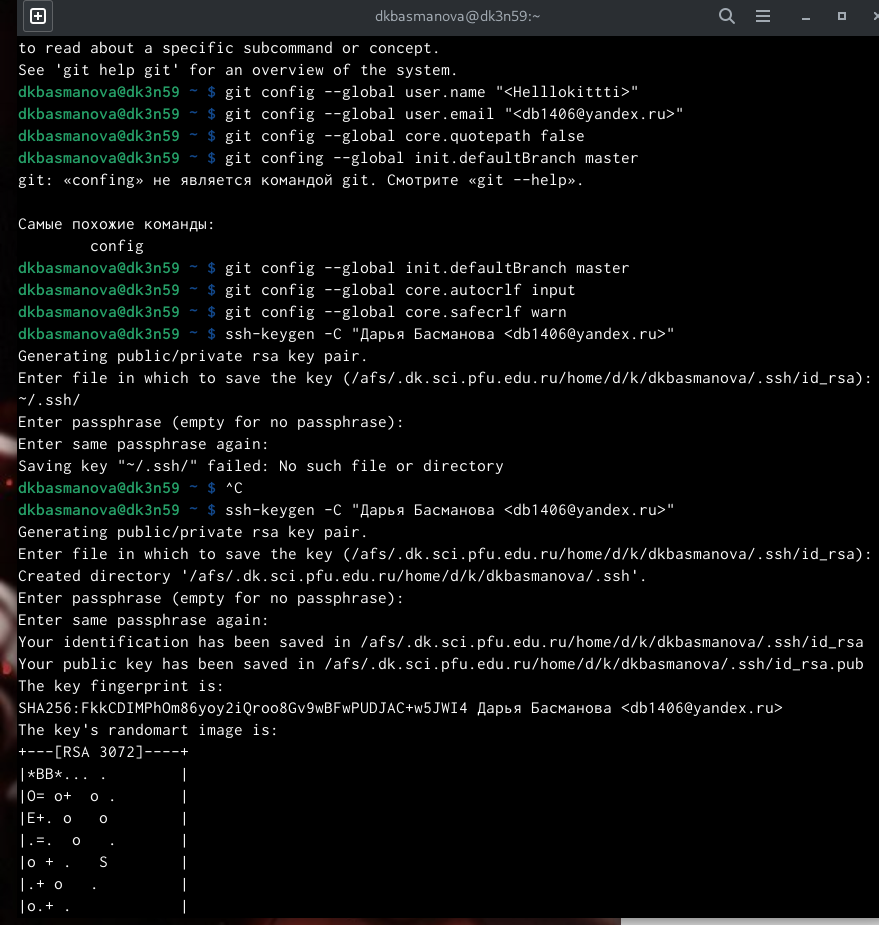 dkbasmanova@dk3n59:~
to read about a specific subcommand or concept.
See 'git help git' for an overview of the system.
dkbasmanova@dk3n59 ~ $ git config --global user.name "<Helllokittti>"
dkbasmanova@dk3n59 ~ $ git config --global user.email "<db1406@yandex.ru>"
dkbasmanova@dk3n59 ~ $ git config --global core.quotepath false
dkbasmanova@dk3n59 ~ $ git confing --global init.defaultBranch master
git: «confing» не является командой git. Смотрите «git --help».

Самые похожие команды:
        config
dkbasmanova@dk3n59 ~ $ git config --global init.defaultBranch master
dkbasmanova@dk3n59 ~ $ git config --global core.autocrlf input
dkbasmanova@dk3n59 ~ $ git config --global core.safecrlf warn
dkbasmanova@dk3n59 ~ $ ssh-keygen -C "Дарья Басманова <db1406@yandex.ru>"
Generating public/private rsa key pair.
Enter file in which to save the key (/afs/.dk.sci.pfu.edu.ru/home/d/k/dkbasmanova/.ssh/id_rsa):
~/.ssh/
Enter passphrase (empty for no passphrase):
Enter same passphrase again:
Saving key "~/.ssh/" failed: No such file or directory
dkbasmanova@dk3n59 ~ $ ^C
dkbasmanova@dk3n59 ~ $ ssh-keygen -C "Дарья Басманова <db1406@yandex.ru>"
Generating public/private rsa key pair.
Enter file in which to save the key (/afs/.dk.sci.pfu.edu.ru/home/d/k/dkbasmanova/.ssh/id_rsa):
Created directory '/afs/.dk.sci.pfu.edu.ru/home/d/k/dkbasmanova/.ssh'.
Enter passphrase (empty for no passphrase):
Enter same passphrase again:
Your identification has been saved in /afs/.dk.sci.pfu.edu.ru/home/d/k/dkbasmanova/.ssh/id_rsa
Your public key has been saved in /afs/.dk.sci.pfu.edu.ru/home/d/k/dkbasmanova/.ssh/id_rsa.pub
The key fingerprint is:
SHA256:FkkCDIMPhOm86yoy2iQroo8Gv9wBFwPUDJAC+w5JWI4 Дарья Басманова <db1406@yandex.ru>
The key's randomart image is:
+---[RSA 3072]----+
|*BB*... .        |
|O= o+  o .       |
|E+. o   o        |
|.=.  o   .       |
|o + .   S        |
|.+ o   .         |
|o.+ .            |